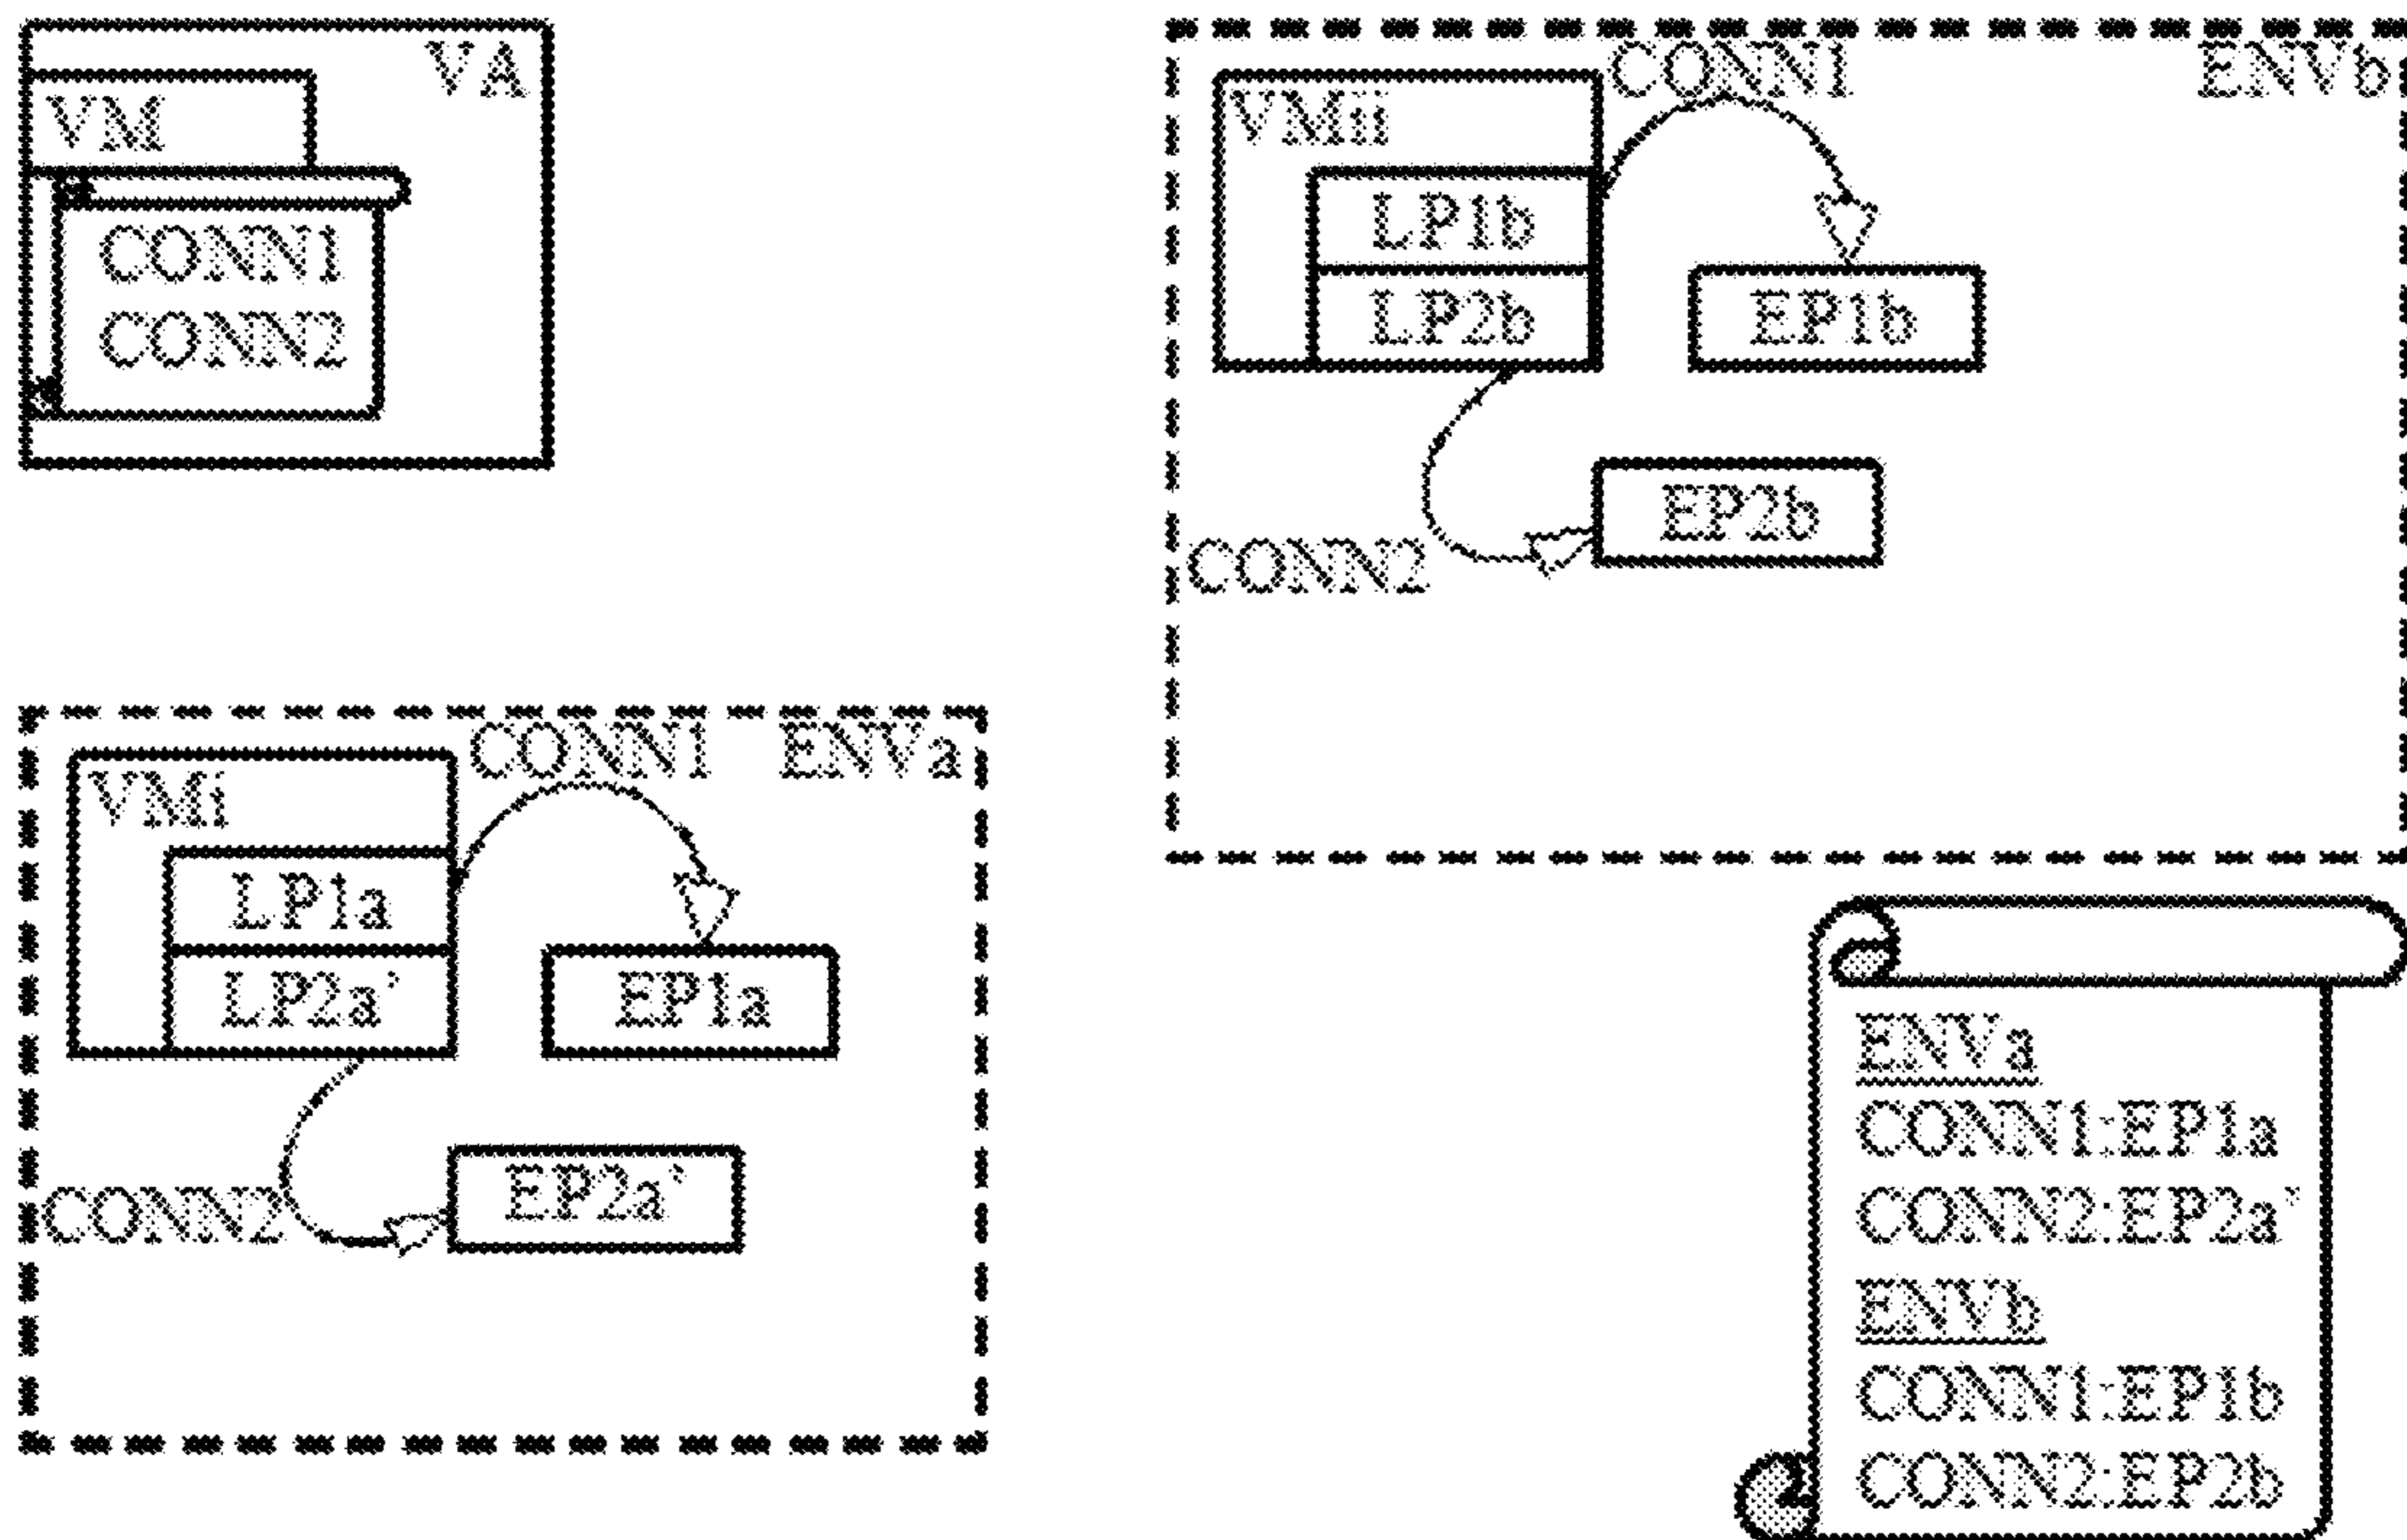 VA
VM
CONN1
CONN2
CONN1
ENVb
VMii
LP1b
LP2b
EP1b
EP2b
CONN2
CONN1
ENVa
VMi
LP1a
LP2a'
EP1a
EP2a'
CONN2
ENVa
CONN1:EP1a
CONN2:EP2a'
ENVb
CONN1:EP1b
CONN2:EP2b